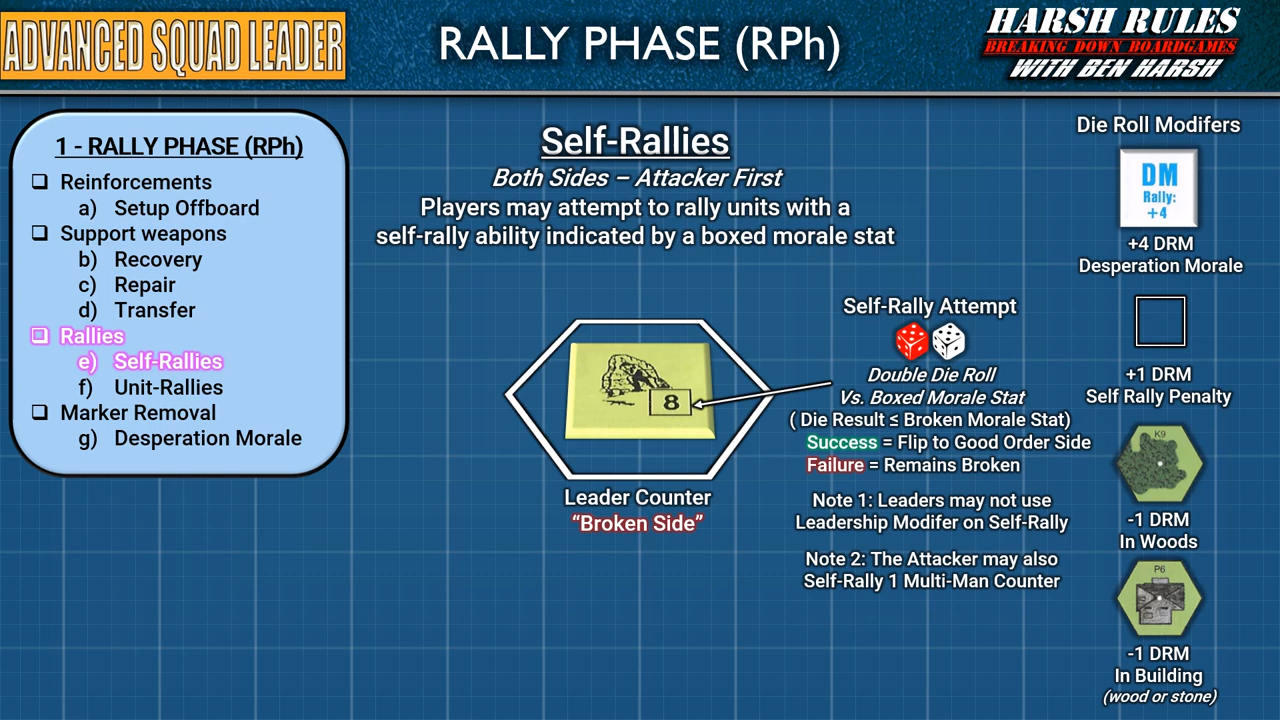 ADVANCED SQUAD LEADER
RALLY PHASE (RPh)
HARSH RULES
BREAKING DOWN BOARDGAMES
WITH BEN HARSH
1 - RALLY PHASE (RPh)
Reinforcements
a) Setup Offboard
Support weapons
b) Recovery
c) Repair
d) Transfer
Rallies
e) Self-Rallies
f) Unit-Rallies
Marker Removal
g) Desperation Morale
Self-Rallies
Both Sides – Attacker First
Players may attempt to rally units with a
self-rally ability indicated by a boxed morale stat
8
Leader Counter
“Broken Side”
Self-Rally Attempt
Double Die Roll
Vs. Boxed Morale Stat
( Die Result ≤ Broken Morale Stat)
Success = Flip to Good Order Side
Failure = Remains Broken
Note 1: Leaders may not use
Leadership Modifer on Self-Rally
Note 2: The Attacker may also
Self-Rally 1 Multi-Man Counter
Die Roll Modifers
DM
Rally:
+4
+4 DRM
Desperation Morale
+1 DRM
Self Rally Penalty
K9
-1 DRM
In Woods
P6
-1 DRM
In Building
(wood or stone)